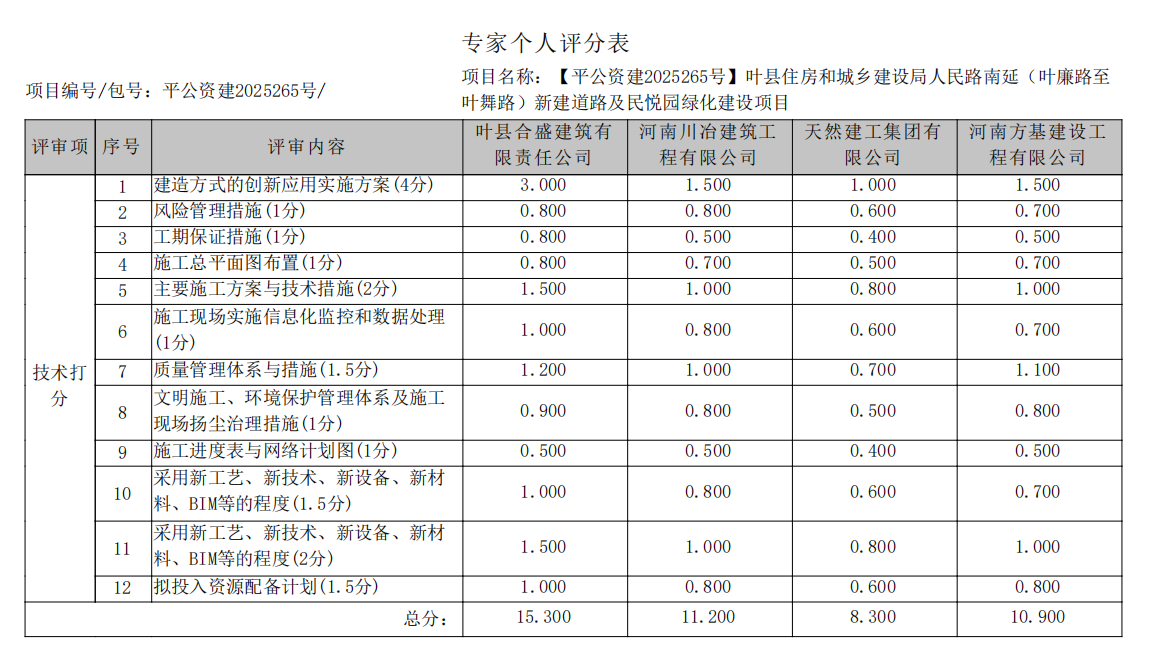 专家个人评分表
项目编号/包号：平公资建2025265号/
项目名称：【平公资建2025265号】叶县住房和城乡建设局人民路南延（叶廉路至
叶舞路）新建道路及民悦园绿化建设项目
评审项 序号 评审内容 叶县合盛建筑有限责任公司 河南川冶建筑工程有限公司 天然建工集团有限公司 河南方基建设工程有限公司
技术打分
1 建造方式的创新应用实施方案(4分) 3.000 1.500 1.000 1.500
2 风险管理措施(1分) 0.800 0.800 0.600 0.700
3 工期保证措施(1分) 0.800 0.500 0.400 0.500
4 施工总平面图布置(1分) 0.800 0.700 0.500 0.700
5 主要施工方案与技术措施(2分) 1.500 1.000 0.800 1.000
6 施工现场实施信息化监控和数据处理
(1分) 1.000 0.800 0.600 0.700
7 质量管理体系与措施(1.5分) 1.200 1.000 0.700 1.100
8 文明施工、环境保护管理体系及施工
现场扬尘治理措施(1分) 0.900 0.800 0.500 0.800
9 施工进度表与网络计划图(1分) 0.500 0.500 0.400 0.500
10 采用新工艺、新技术、新设备、新材
料、BIM等的程度(1.5分) 1.000 0.800 0.600 0.700
11 采用新工艺、新技术、新设备、新材
料、BIM等的程度(2分) 1.500 1.000 0.800 1.000
12 拟投入资源配备计划(1.5分) 1.000 0.800 0.600 0.800
总分： 15.300 11.200 8.300 10.900